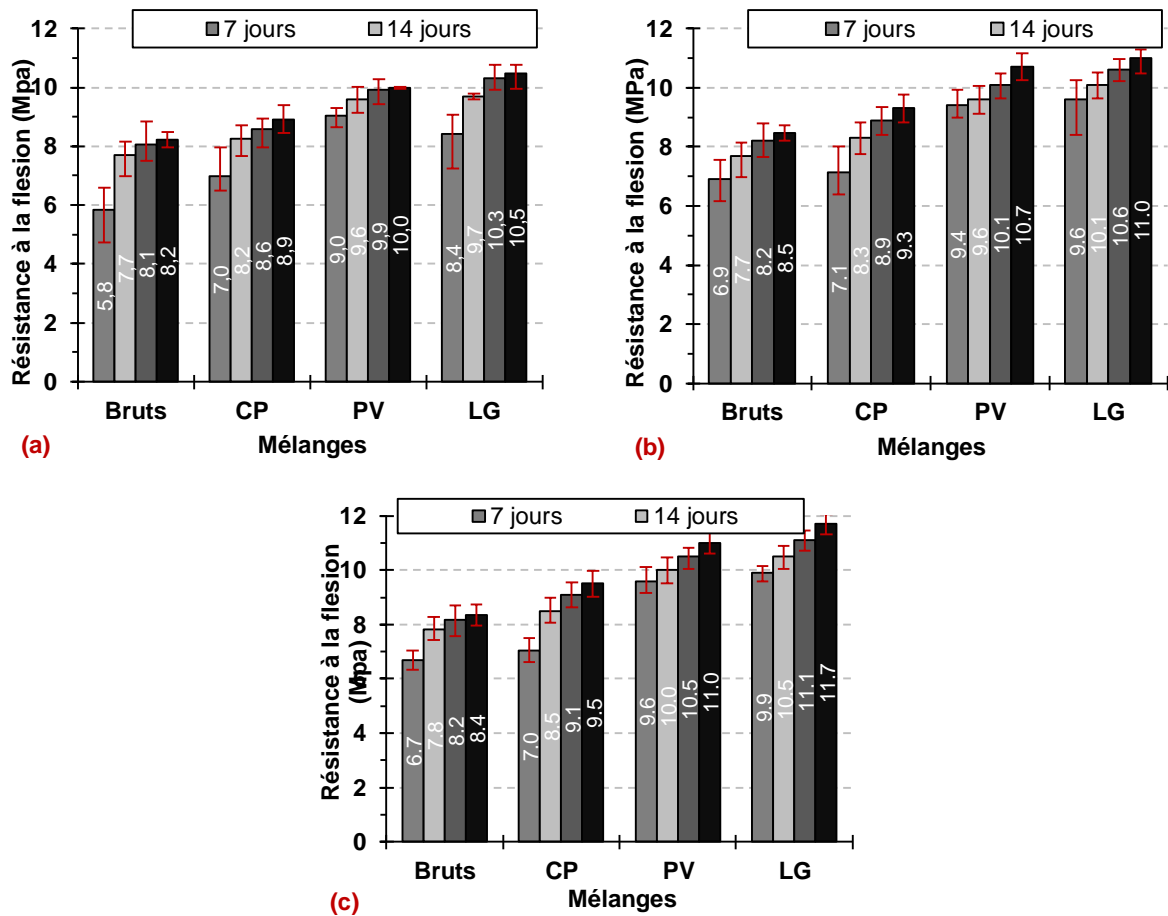 7 jours 14 jours
Résistance à la flesion (Mpa)
12
10
8
6
4
2
0
5,8 7,7 8,1 8,2
7,0 8,2 8,6 8,9
9,0 9,6 9,9 10,0
8,4 9,7 10,3 10,5
Bruts CP PV LG
(a) Mélanges
7 jours 14 jours
Résistance à la flesion (MPa)
12
10
8
6
4
2
0
6.9 7.7 8.2 8.5
7.1 8.3 8.9 9.3
9.4 9.6 10.1 10.7
9.6 10.1 10.6 11.0
Bruts CP PV LG
(b) Mélanges
7 jours 14 jours
Résistance à la flesion
(Mpa)
12
10
8
6
4
2
0
6.7 7.8 8.2 8.4
7.0 8.5 9.1 9.5
9.6 10.0 10.5 11.0
9.9 10.5 11.1 11.7
Bruts CP PV LG
(c) Mélanges